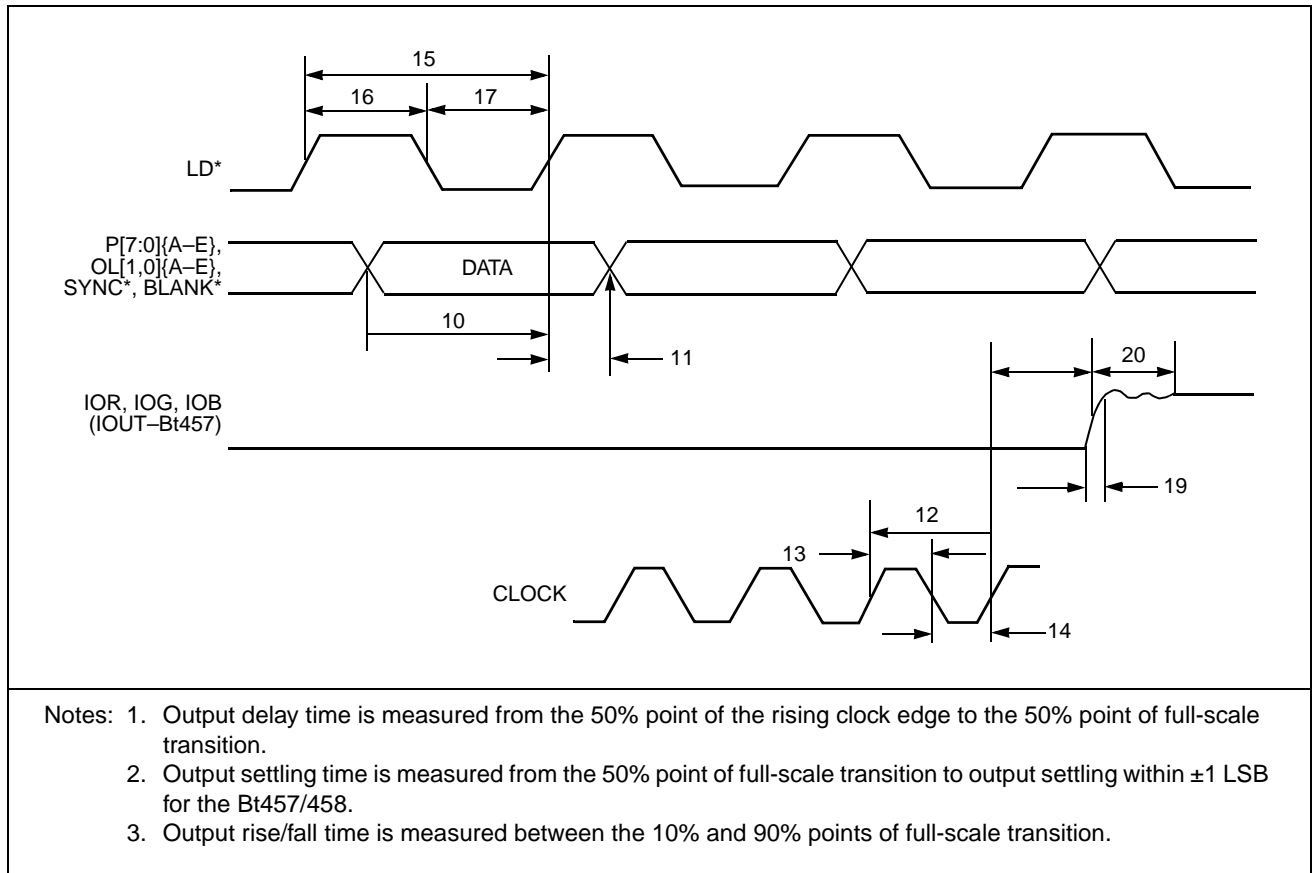 15
16
17
LD*
P[7:0]{A–E},
OL[1,0]{A–E},
SYNC*, BLANK*
DATA
10
11
20
IOR, IOG, IOB
(IOUT–Bt457)
19
12
13
CLOCK
14
Notes: 1. Output delay time is measured from the 50% point of the rising clock edge to the 50% point of full-scale
transition.
2. Output settling time is measured from the 50% point of full-scale transition to output settling within ±1 LSB
for the Bt457/458.
3. Output rise/fall time is measured between the 10% and 90% points of full-scale transition.